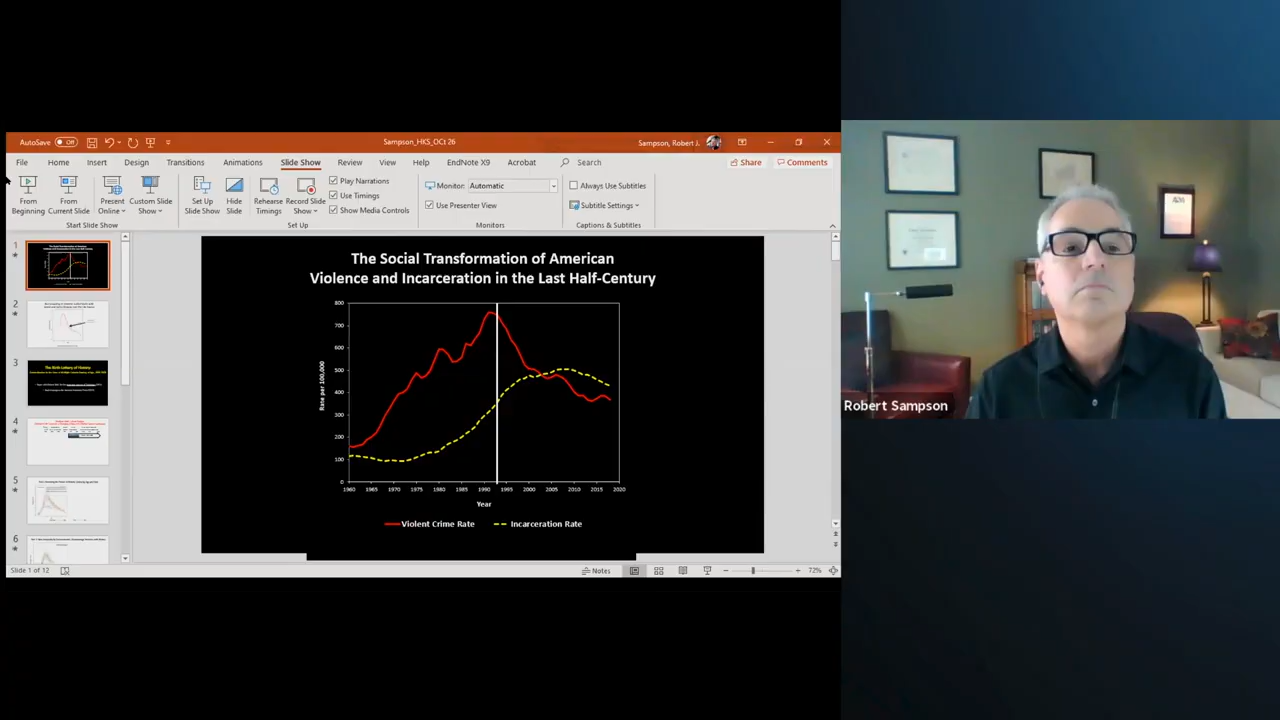 AutoSave Off
Sampson_HKS_OCt 26
Sampson, Robert J.
File Home Insert Design Transitions Animations Slide Show Review View Help EndNote X9 Acrobat Search Share Comments
From Beginning
From Current Slide
Present Online
Custom Slide Show
Set Up Slide Show
Hide Slide
Rehearse Timings
Record Slide Show
Play Narrations
Use Timings
Show Media Controls
Monitor: Automatic
Use Presenter View
Always Use Subtitles
Subtitle Settings
Start Slide Show
Set Up
Monitors
Captions & Subtitles
1
2
3
The Birth Lottery of History:
4
5
6
The Social Transformation of American
Violence and Incarceration in the Last Half-Century
Rate per 100,000
800
700
600
500
400
300
200
100
0
1960 1965 1970 1975 1980 1985 1990 1995 2000 2005 2010 2015 2020
Year
Violent Crime Rate Incarceration Rate
Slide 1 of 12
Notes
72%
Robert Sampson